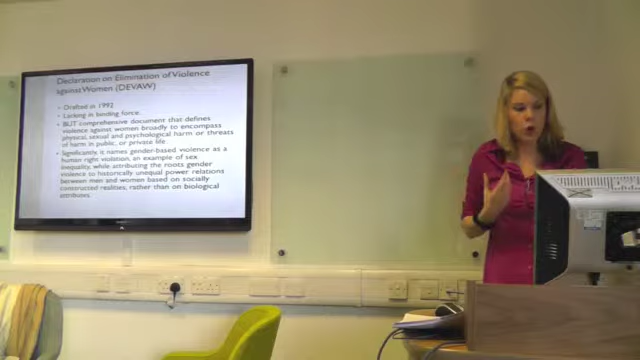 Declaration on Elimination of Violence
against Women (DEVAW)
Drafted in 1992
Lacking in binding force.
BUT comprehensive document that defines
violence against women broadly to encompass
physical, sexual and psychological harm or threats
of harm in public, or private life
Significantly, it names gender-based violence as a
human right violation, an example of sex
inequality, while attributing the roots gender
violence to historically unequal power relations
between men and women based on socially
constructed realities, rather than on biological
attributes.